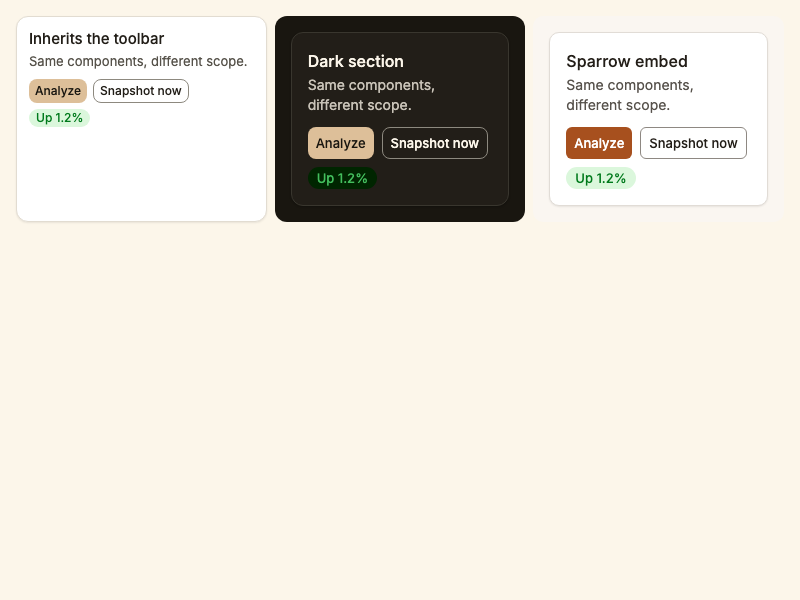 Inherits the toolbar
Same components, different scope.
Analyze
Snapshot now
Up 1.2%
Dark section
Same components,
different scope.
Analyze
Snapshot now
Up 1.2%
Sparrow embed
Same components,
different scope.
Analyze
Snapshot now
Up 1.2%